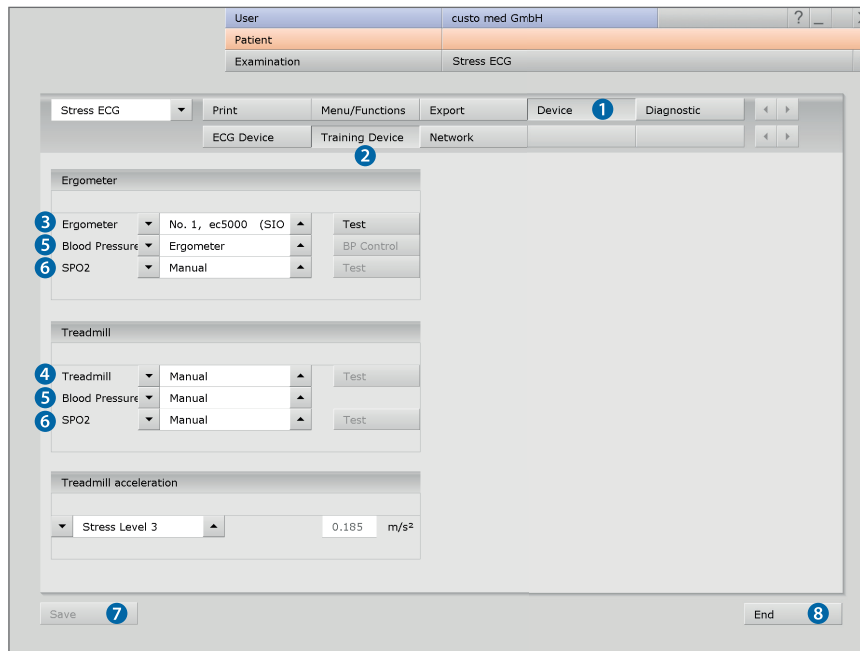 User custo med GmbH ? _
Patient
Examination Stress ECG
Stress ECG Print Menu/Functions Export Device 1 Diagnostic
ECG Device Training Device Network
2
Ergometer
3 Ergometer No. 1, ec5000 (SIO Test
5 Blood Pressure Ergometer BP Control
6 SPO2 Manual Test
Treadmill
4 Treadmill Manual Test
5 Blood Pressure Manual
6 SPO2 Manual Test
Treadmill acceleration
Stress Level 3 0.185 m/s²
Save 7 End 8